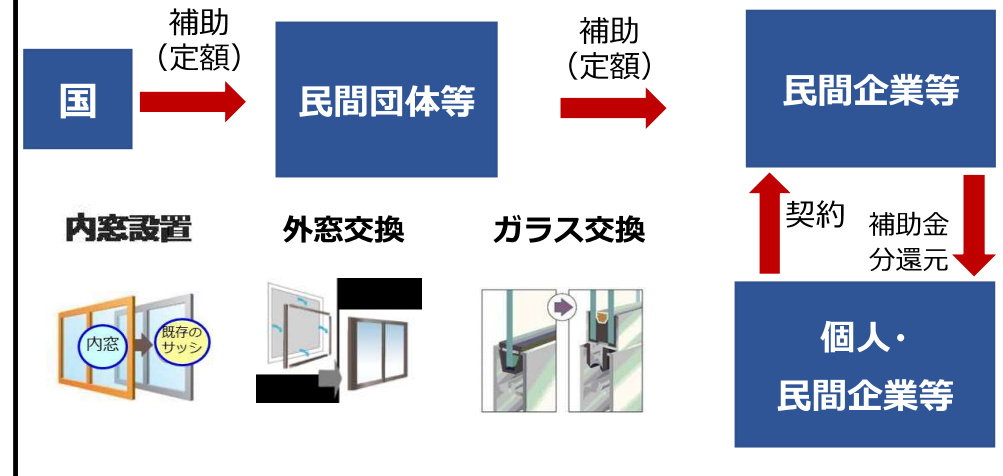 補助
（定額）
国
民間団体等
補助
（定額）
民間企業等
契約
補助金
分還元
個人・
民間企業等
内窓設置
外窓交換
ガラス交換
内窓
既存の
サッシ